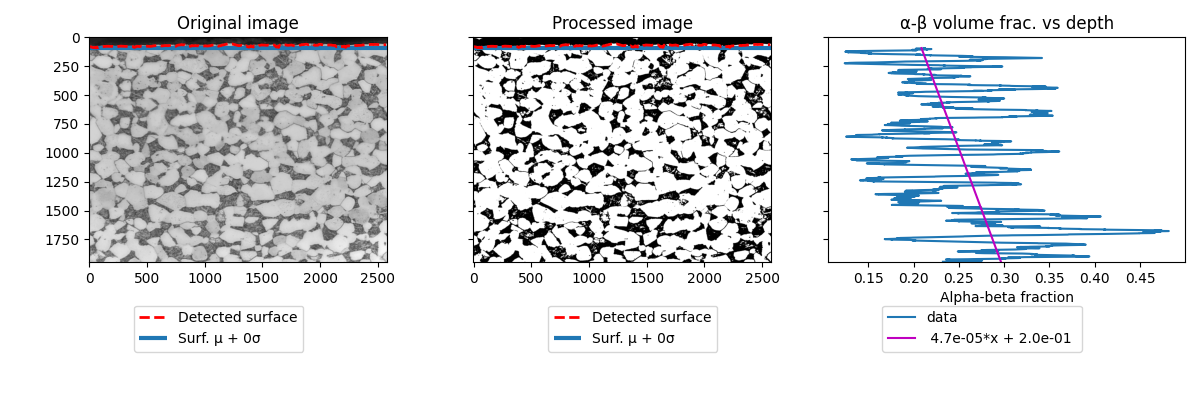 Original image
Processed image
α-β volume frac. vs depth
0
250
500
750
1000
1250
1500
1750
0 500 1000 1500 2000 2500
0 500 1000 1500 2000 2500
0.15 0.20 0.25 0.30 0.35 0.40 0.45
Alpha-beta fraction
Detected surface
Surf. μ + 0σ
Detected surface
Surf. μ + 0σ
data
4.7e-05*x + 2.0e-01